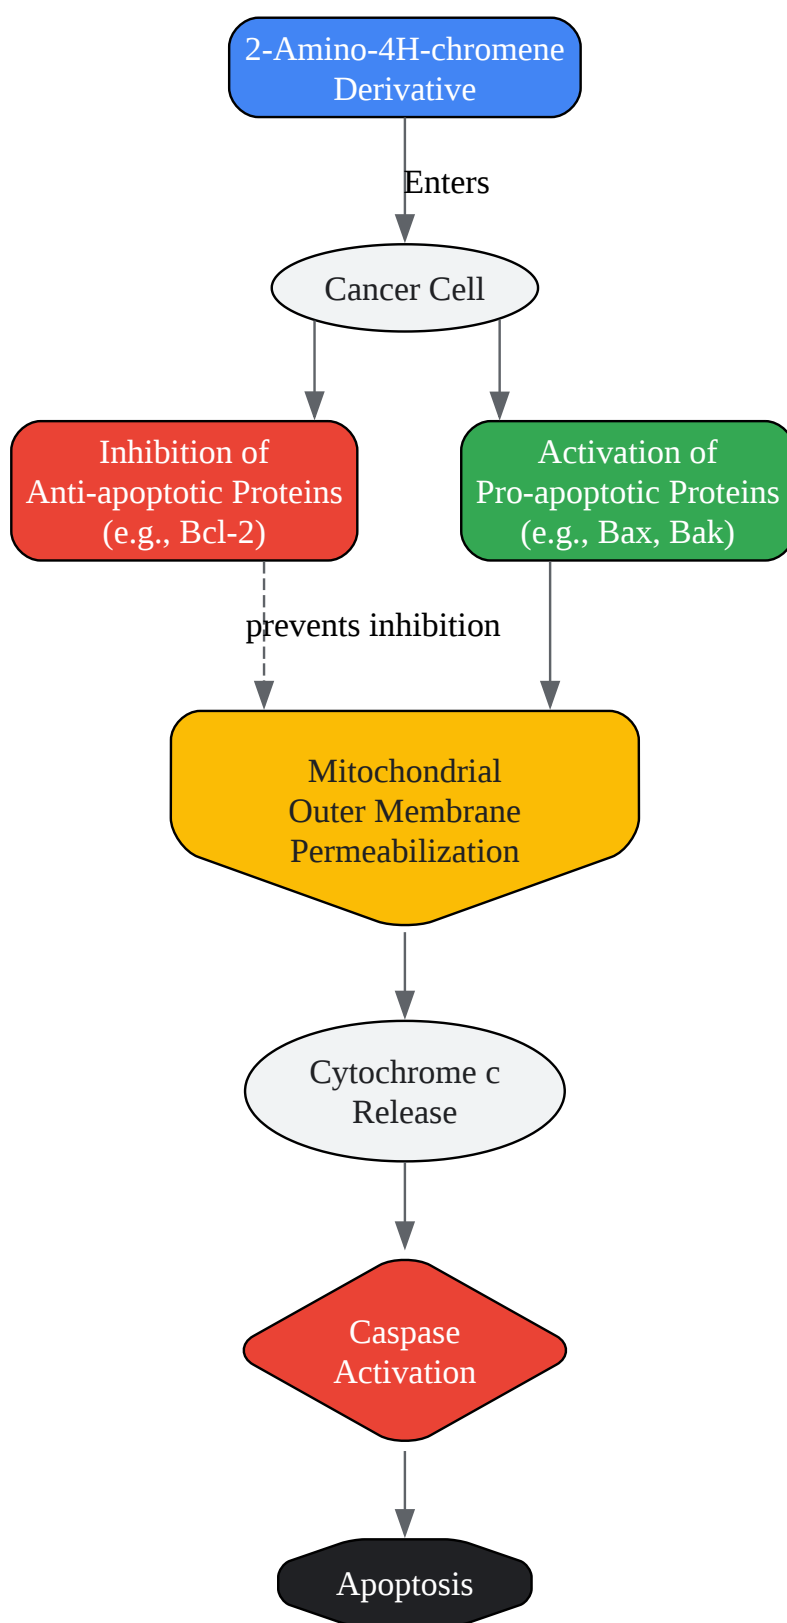 2-Amino-4H-chromene
Derivative
Enters
Cancer Cell
Inhibition of
Anti-apoptotic Proteins
(e.g., Bcl-2)
Activation of
Pro-apoptotic Proteins
(e.g., Bax, Bak)
prevents inhibition
Mitochondrial
Outer Membrane
Permeabilization
Cytochrome c
Release
Caspase
Activation
Apoptosis